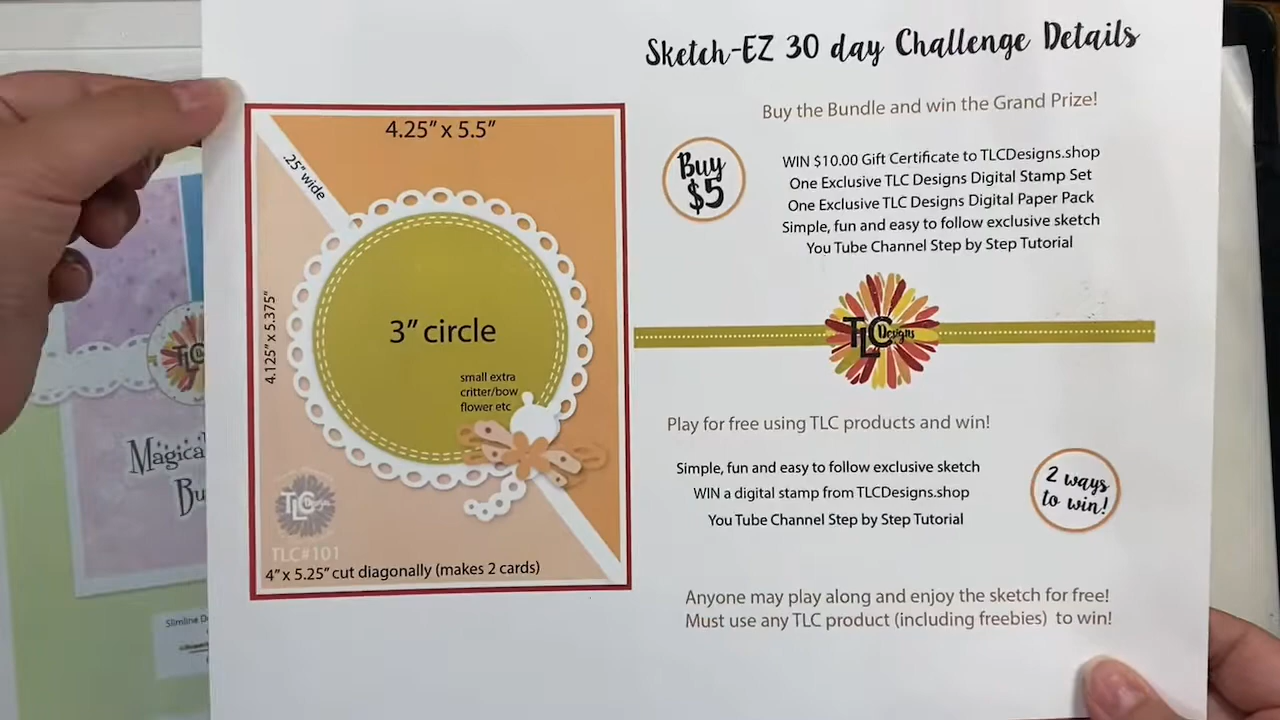 Sketch-EZ 30 day Challenge Details
4.25” x 5.5”
.25” wide
4.125” x 5.375”
3” circle
small extra
critter/bow
flower etc
TLC
TLC#101
4” x 5.25” cut diagonally (makes 2 cards)
Buy the Bundle and win the Grand Prize!
Buy
$5
WIN $10.00 Gift Certificate to TLCDesigns.shop
One Exclusive TLC Designs Digital Stamp Set
One Exclusive TLC Designs Digital Paper Pack
Simple, fun and easy to follow exclusive sketch
You Tube Channel Step by Step Tutorial
TLC Designs
Play for free using TLC products and win!
Simple, fun and easy to follow exclusive sketch
WIN a digital stamp from TLCDesigns.shop
You Tube Channel Step by Step Tutorial
2 ways
to win!
Anyone may play along and enjoy the sketch for free!
Must use any TLC product (including freebies) to win!
TLC
Magica
Bu
Slimline D